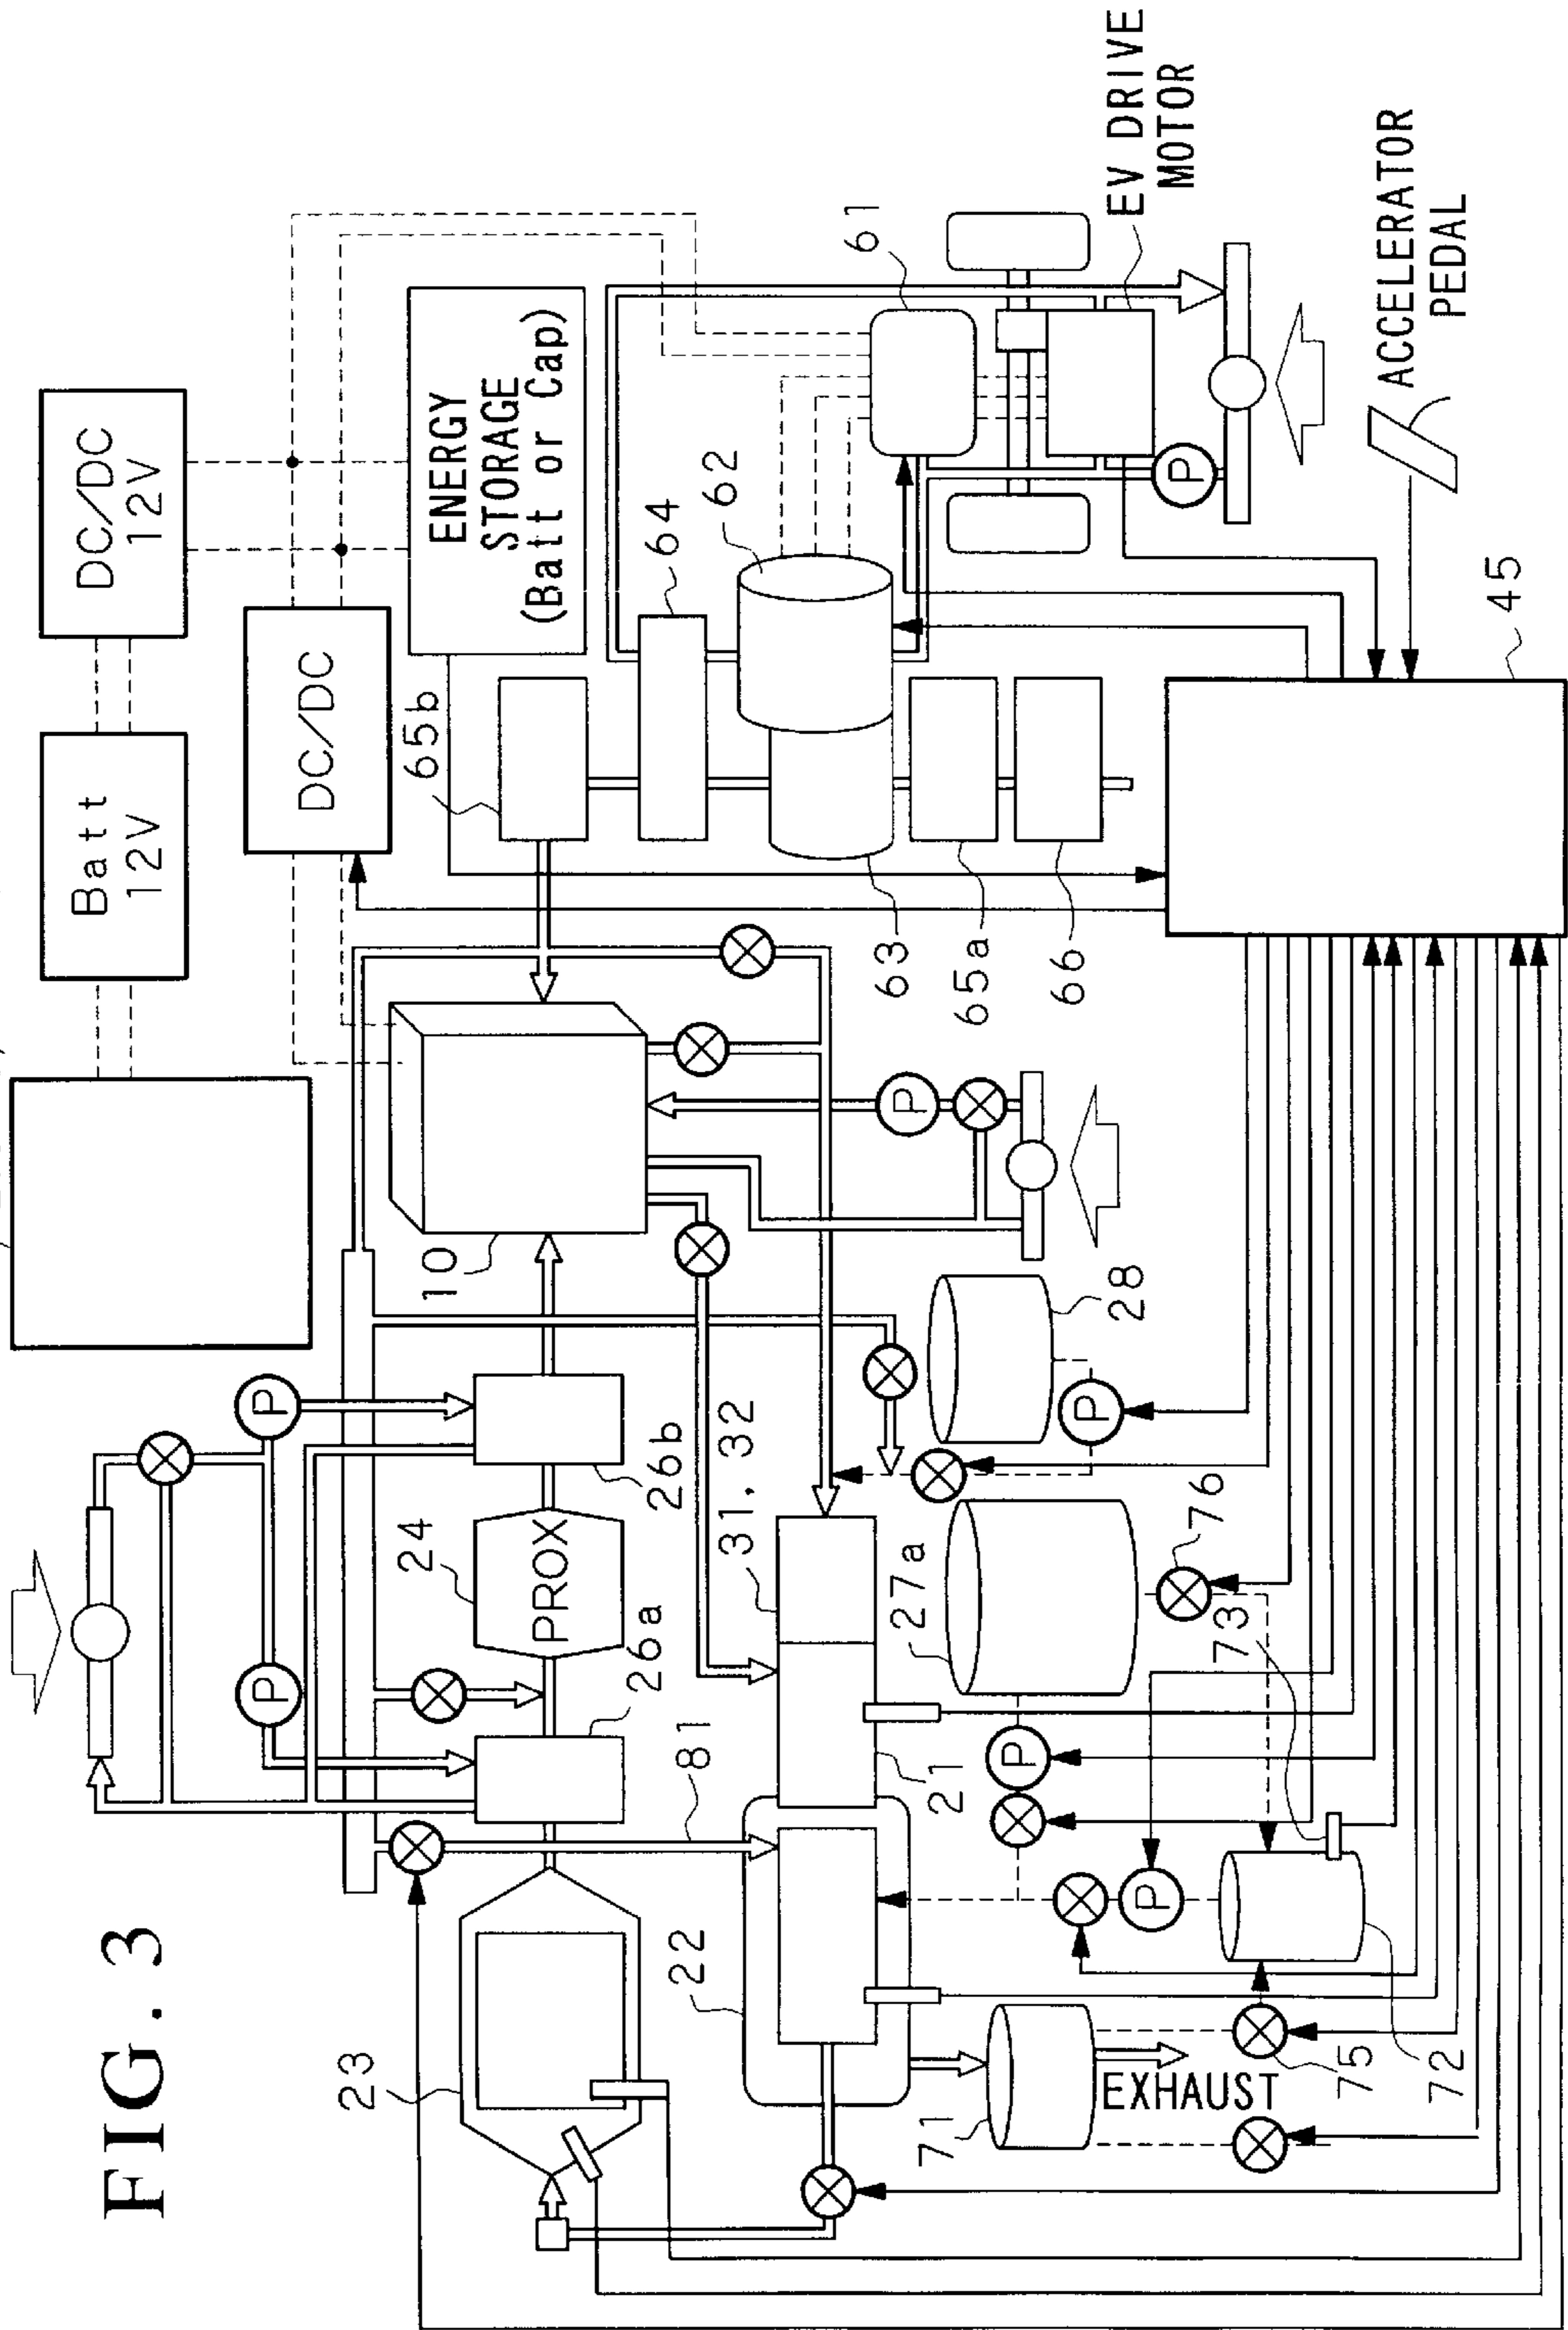 FIG. 3
DC/DC
12V
Batt
12V
DC/DC
ENERGY
STORAGE
(Batt or Cap)
65b
64
62
61
EV DRIVE
MOTOR
ACCELERATOR
PEDAL
45
63
65a
66
10
P
P
P
P
26b
24
PROX
26a
31, 32
28
P
27a
76
73
81
21
P
P
23
22
71
EXHAUST
75
72